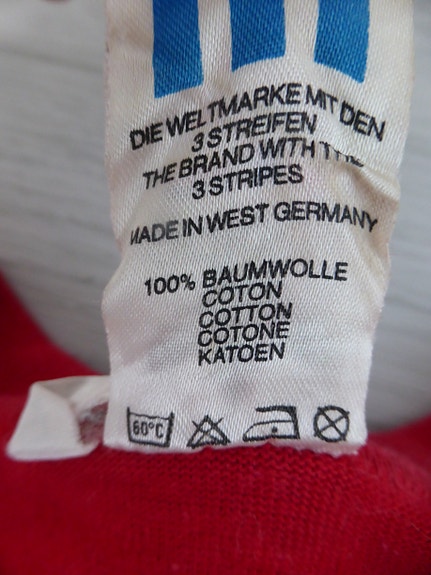 DIE WELTMARKE MIT DEN
3 STREIFEN
THE BRAND WITH THE
3 STRIPES
MADE IN WEST GERMANY
100% BAUMWOLLE
COTON
COTTON
COTONE
KATOEN
60°C